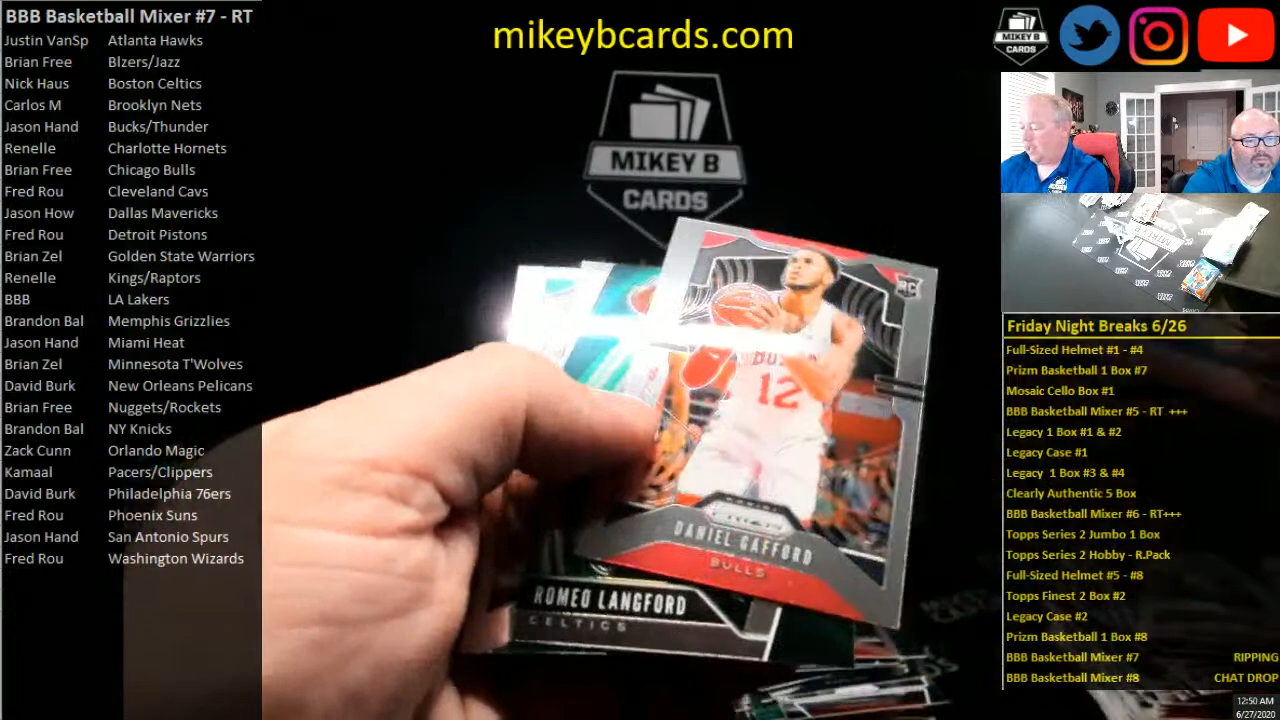 BBB Basketball Mixer #7 - RT
Justin VanSp Atlanta Hawks
Brian Free Blzers/Jazz
Nick Haus Boston Celtics
Carlos M Brooklyn Nets
Jason Hand Bucks/Thunder
Renelle Charlotte Hornets
Brian Free Chicago Bulls
Fred Rou Cleveland Cavs
Jason How Dallas Mavericks
Fred Rou Detroit Pistons
Brian Zel Golden State Warriors
Renelle Kings/Raptors
BBB LA Lakers
Brandon Bal Memphis Grizzlies
Jason Hand Miami Heat
Brian Zel Minnesota T'Wolves
David Burk New Orleans Pelicans
Brian Free Nuggets/Rockets
Brandon Bal NY Knicks
Zack Cunn Orlando Magic
Kamaal Pacers/Clippers
David Burk Philadelphia 76ers
Fred Rou Phoenix Suns
Jason Hand San Antonio Spurs
Fred Rou Washington Wizards
mikeybcards.com
MIKEY B
CARDS
RC
BULLS
12
PRIZM
DANIEL GAFFORD
BULLS
ROMEO LANGFORD
CELTICS
MIKEY B
CARDS
MIKEY B
Friday Night Breaks 6/26
Full-Sized Helmet #1 - #4
Prizm Basketball 1 Box #7
Mosaic Cello Box #1
BBB Basketball Mixer #5 - RT +++
Legacy 1 Box #1 & #2
Legacy Case #1
Legacy 1 Box #3 & #4
Clearly Authentic 5 Box
BBB Basketball Mixer #6 - RT+++
Topps Series 2 Jumbo 1 Box
Topps Series 2 Hobby - R.Pack
Full-Sized Helmet #5 - #8
Topps Finest 2 Box #2
Legacy Case #2
Prizm Basketball 1 Box #8
BBB Basketball Mixer #7 RIPPING
BBB Basketball Mixer #8 CHAT DROP
12:50 AM
6/27/2020